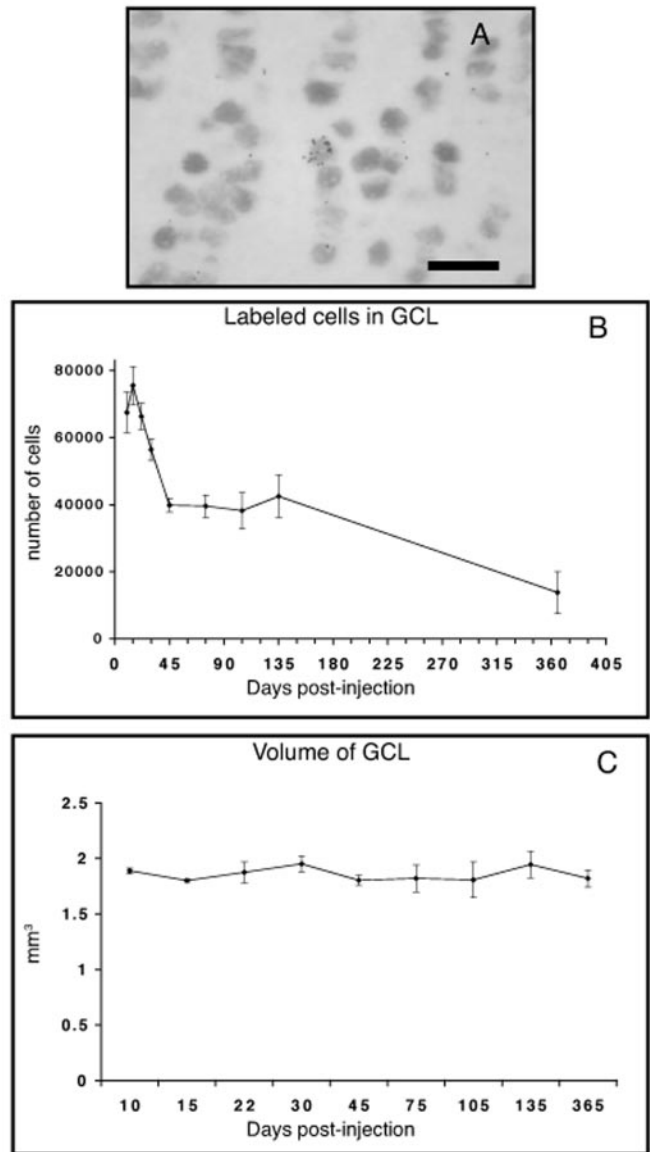 A
Labeled cells in GCL
B
number of cells
80000
60000
40000
20000
0
0 45 90 135 180 225 270 315 360 405
Days post-injection
Volume of GCL
C
mm³
2.5
2
1.5
1
0.5
0
10 15 22 30 45 75 105 135 365
Days post-injection